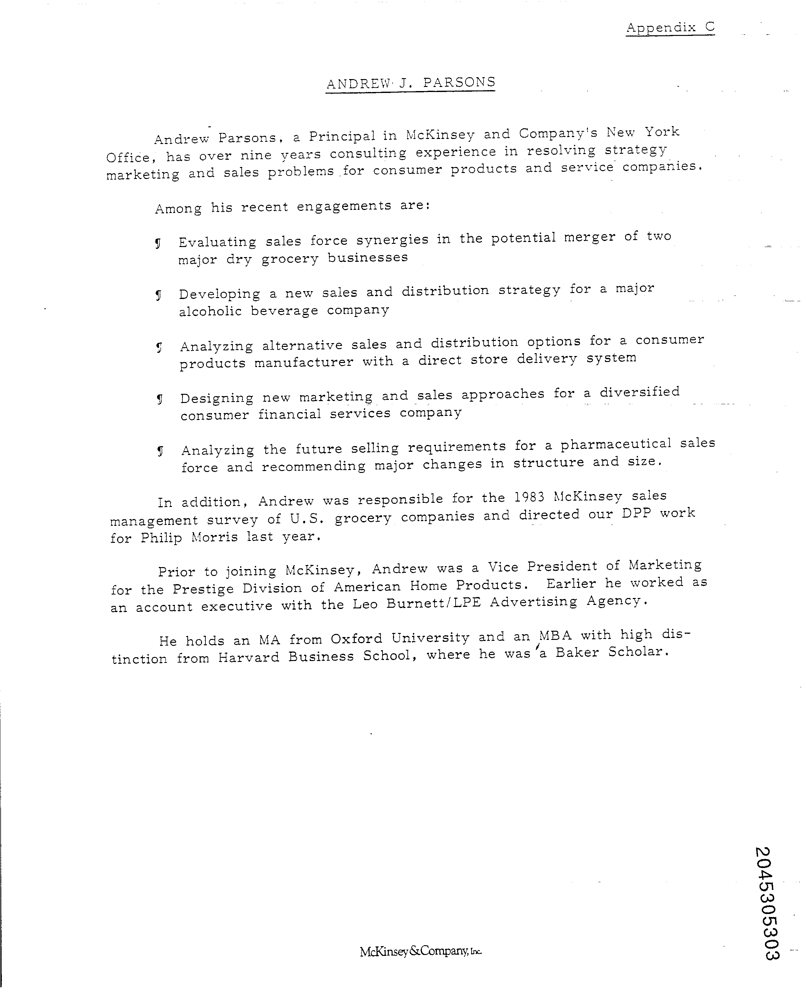 Appendix C
ANDREW J. PARSONS
Andrew Parsons, a Principal in McKinsey and Company's New York
Office, has over nine years consulting experience in resolving strategy
marketing and sales problems for consumer products and service companies.
Among his recent engagements are:
¶ Evaluating sales force synergies in the potential merger of two
major dry grocery businesses
¶ Developing a new sales and distribution strategy for a major
alcoholic beverage company
¶ Analyzing alternative sales and distribution options for a consumer
products manufacturer with a direct store delivery system
¶ Designing new marketing and sales approaches for a diversified
consumer financial services company
¶ Analyzing the future selling requirements for a pharmaceutical sales
force and recommending major changes in structure and size.
In addition, Andrew was responsible for the 1983 McKinsey sales
management survey of U.S. grocery companies and directed our DPP work
for Philip Morris last year.
Prior to joining McKinsey, Andrew was a Vice President of Marketing
for the Prestige Division of American Home Products. Earlier he worked as
an account executive with the Leo Burnett/LPE Advertising Agency.
He holds an MA from Oxford University and an MBA with high dis-
tinction from Harvard Business School, where he was a Baker Scholar.
2045305303
McKinsey & Company, Inc.